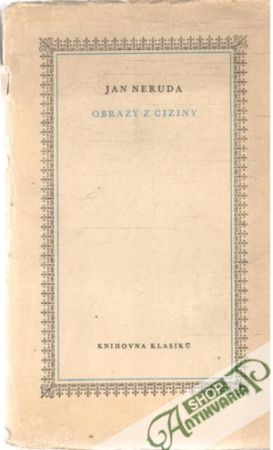 JAN NERUDA
OBRAZY Z CIZINY
KNIHOVNA KLASIKŮ
SHOP
ANTIKVARIAT